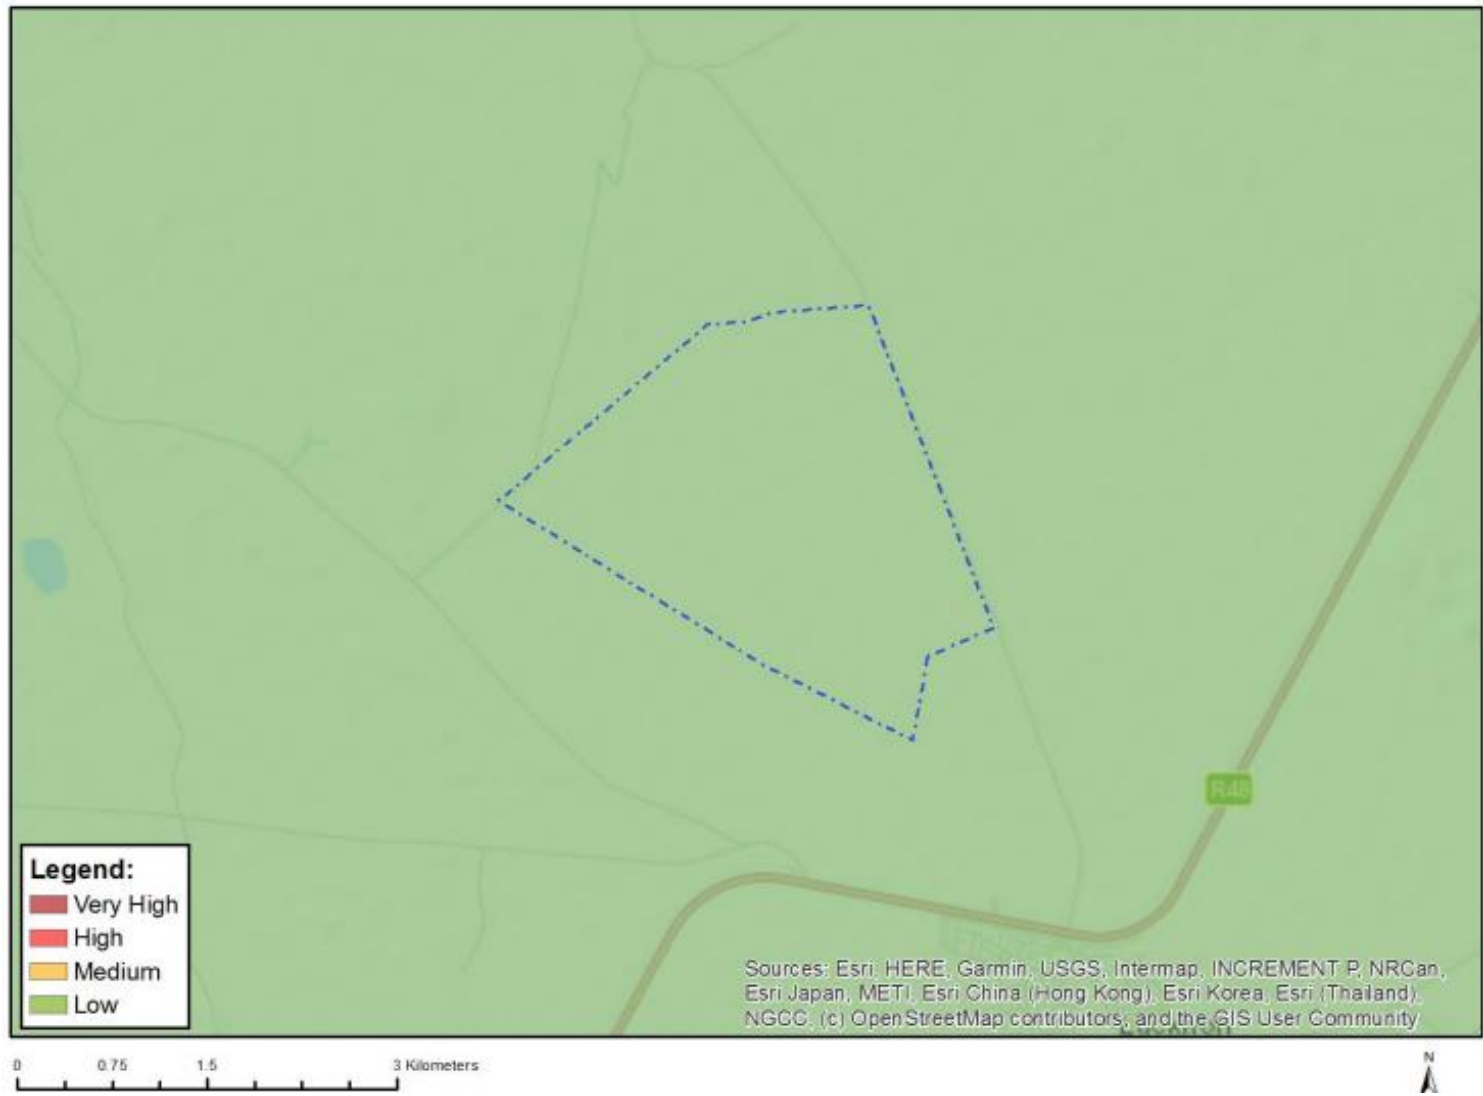 R48
Legend:
Very High
High
Medium
Low
Sources: Esri, HERE, Garmin, USGS, Intermap, INCREMENT P, NRCan,
Esri Japan, METI, Esri China (Hong Kong), Esri Korea, Esri (Thailand),
NGCC, (c) OpenStreetMap contributors, and the GIS User Community
0 0.75 1.5 3 Kilometers
N